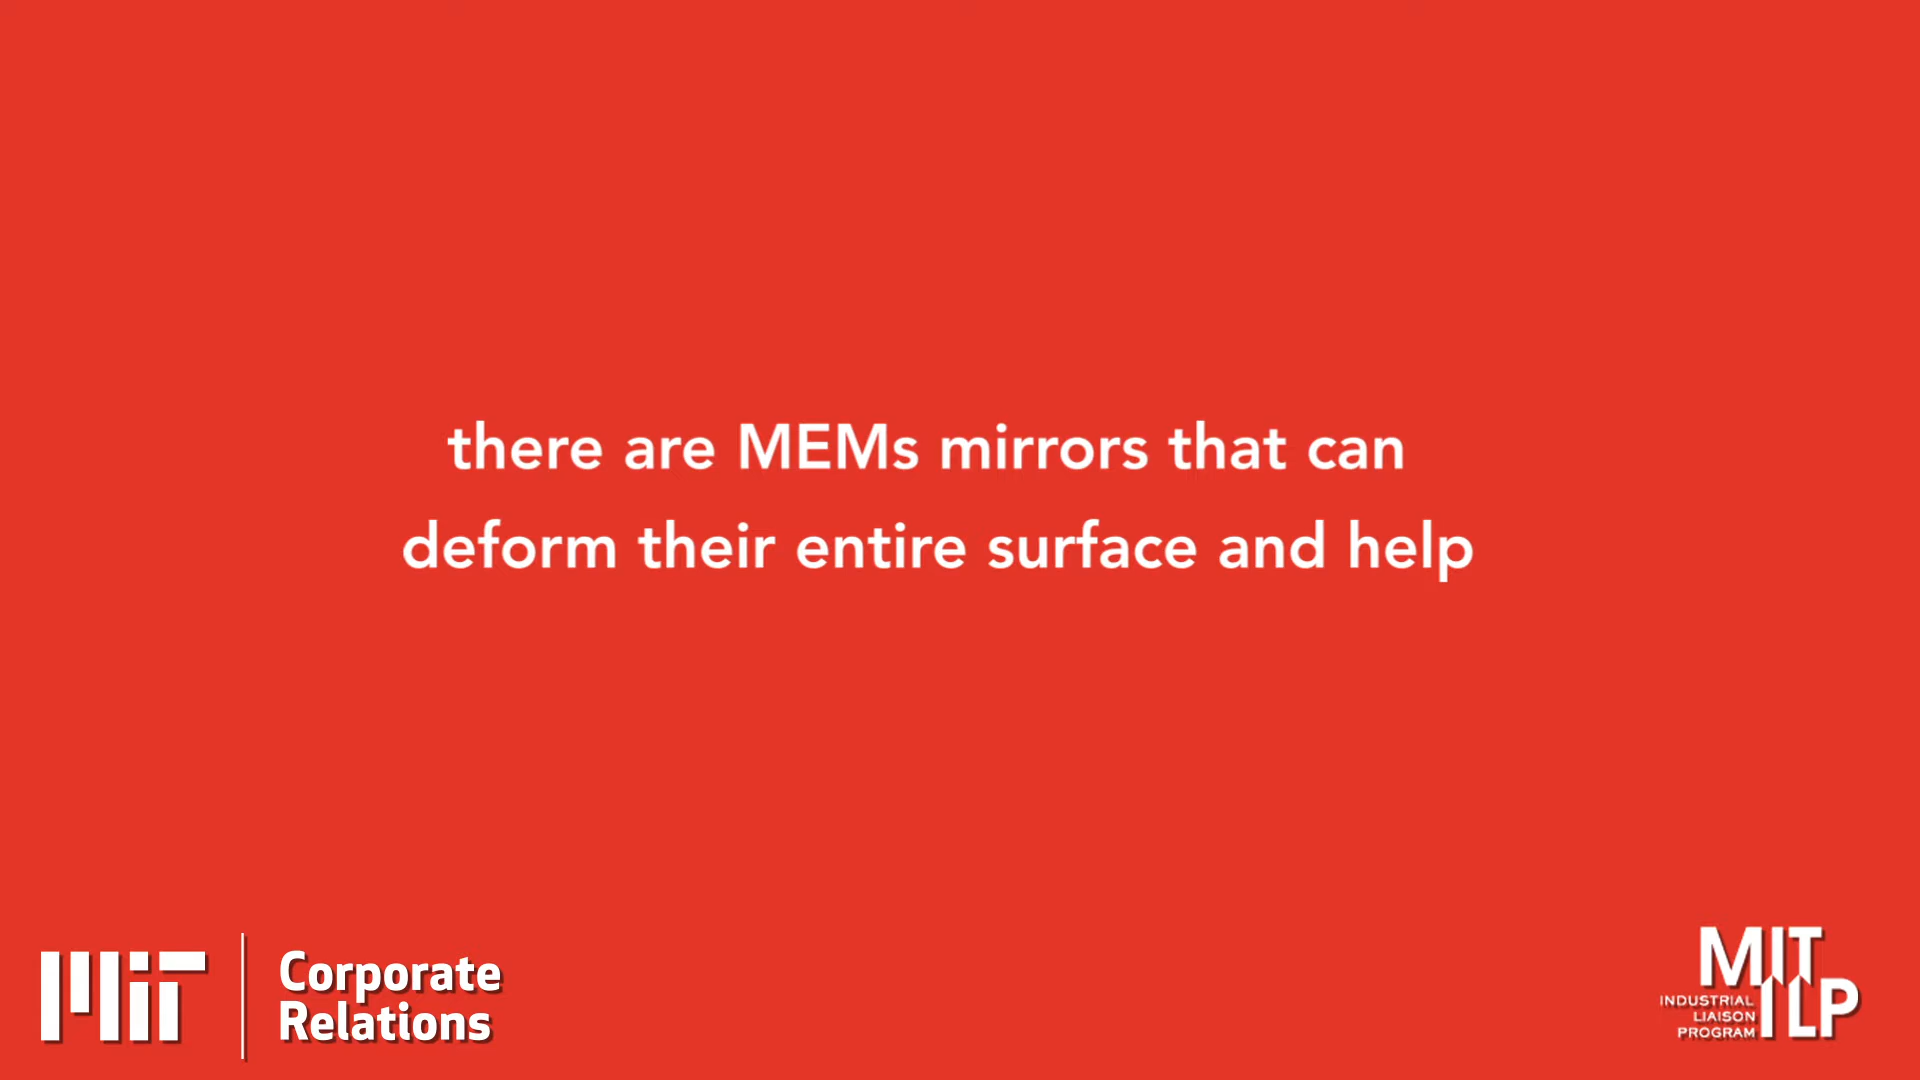 there are MEMs mirrors that can
deform their entire surface and help
MIT
Corporate
Relations
MIT
ILP
INDUSTRIAL
LIAISON
PROGRAM